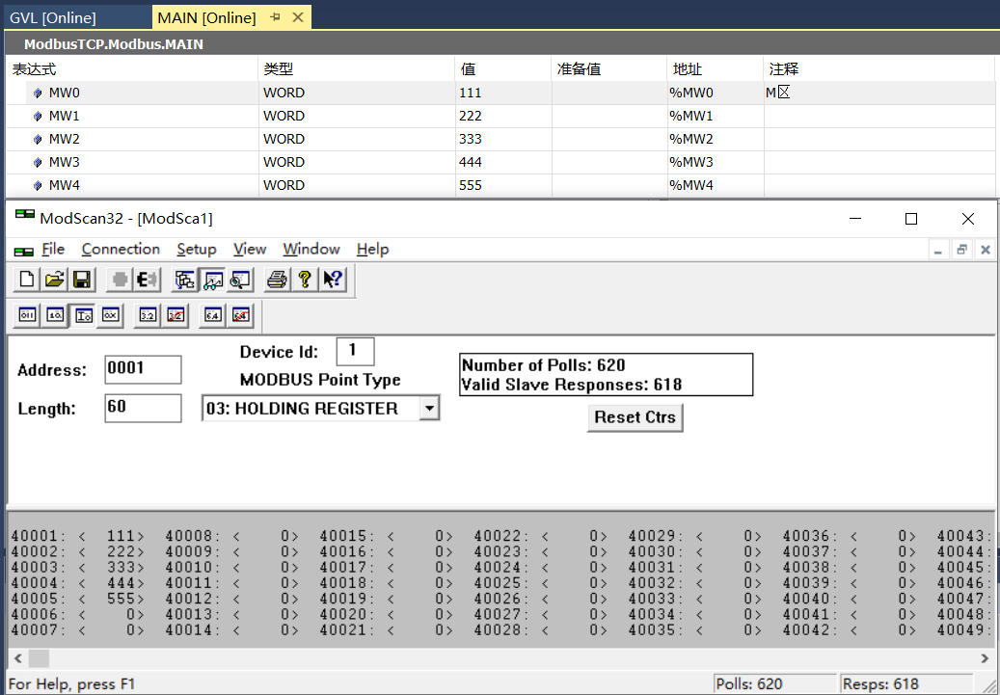 GVL [Online] MAIN [Online]
ModbusTCP.Modbus.MAIN
表达式 类型 值 准备值 地址 注释
MW0 WORD 111 %MW0 M区
MW1 WORD 222 %MW1
MW2 WORD 333 %MW2
MW3 WORD 444 %MW3
MW4 WORD 555 %MW4
ModScan32 - [ModSca1]
File Connection Setup View Window Help
Device Id: 1
Address: 0001
MODBUS Point Type
Length: 60
03: HOLDING REGISTER
Number of Polls: 620
Valid Slave Responses: 618
Reset Ctrs
40001: < 111> 40008: < 0> 40015: < 0> 40022: < 0> 40029: < 0> 40036: < 0> 40043:
40002: < 222> 40009: < 0> 40016: < 0> 40023: < 0> 40030: < 0> 40037: < 0> 40044:
40003: < 333> 40010: < 0> 40017: < 0> 40024: < 0> 40031: < 0> 40038: < 0> 40045:
40004: < 444> 40011: < 0> 40018: < 0> 40025: < 0> 40032: < 0> 40039: < 0> 40046:
40005: < 555> 40012: < 0> 40019: < 0> 40026: < 0> 40033: < 0> 40040: < 0> 40047:
40006: < 0> 40013: < 0> 40020: < 0> 40027: < 0> 40034: < 0> 40041: < 0> 40048:
40007: < 0> 40014: < 0> 40021: < 0> 40028: < 0> 40035: < 0> 40042: < 0> 40049:
For Help, press F1 Polls: 620 Resps: 618